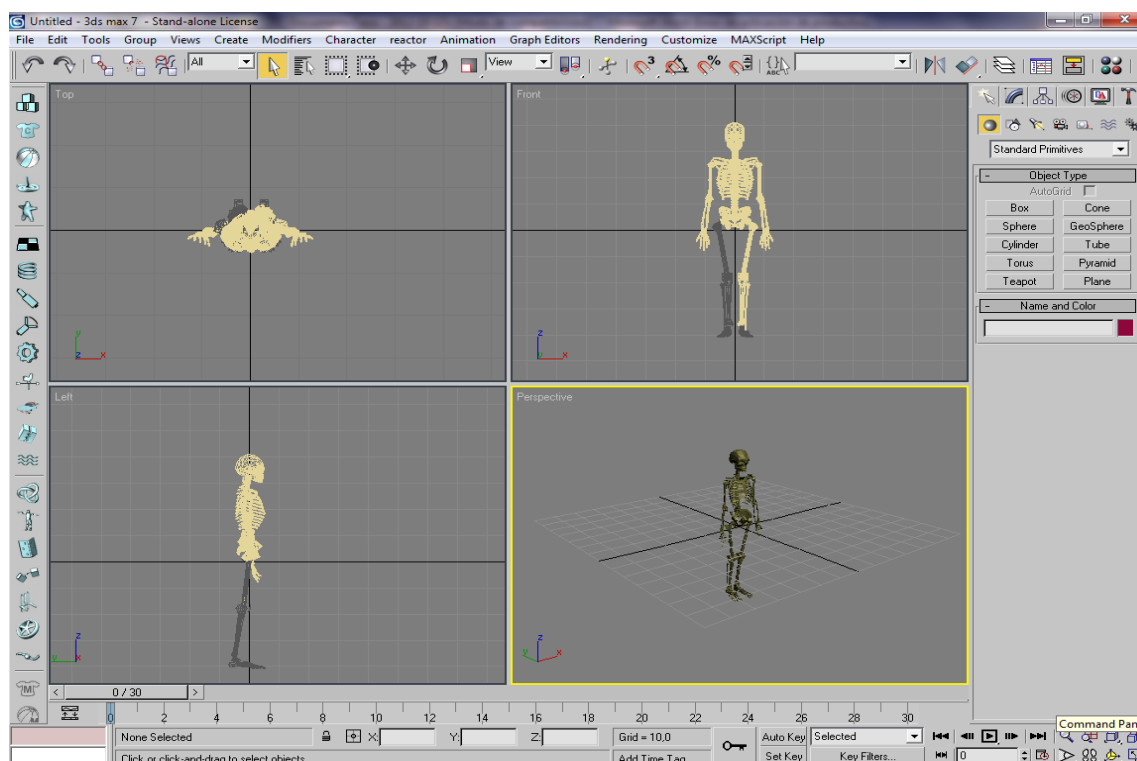 Untitled - 3ds max 7 - Stand-alone License
File Edit Tools Group Views Create Modifiers Character reactor Animation Graph Editors Rendering Customize MAXScript Help
All
View
3
%
ABC
Top
Front
Standard Primitives
- Object Type
AutoGrid
Box Cone
Sphere GeoSphere
Cylinder Tube
Torus Pyramid
Teapot Plane
- Name and Color
y
z x
z
y x
Left
Perspective
z
y x
z
y x
M
< 0 / 30 >
0 2 4 6 8 10 12 14 16 18 20 22 24 26 28 30
Command Pan
None Selected X: Y: Z: Grid = 10,0 Auto Key Selected
Click or click-and-drag to select objects Add Time Tag Set Key Key Filters... 0